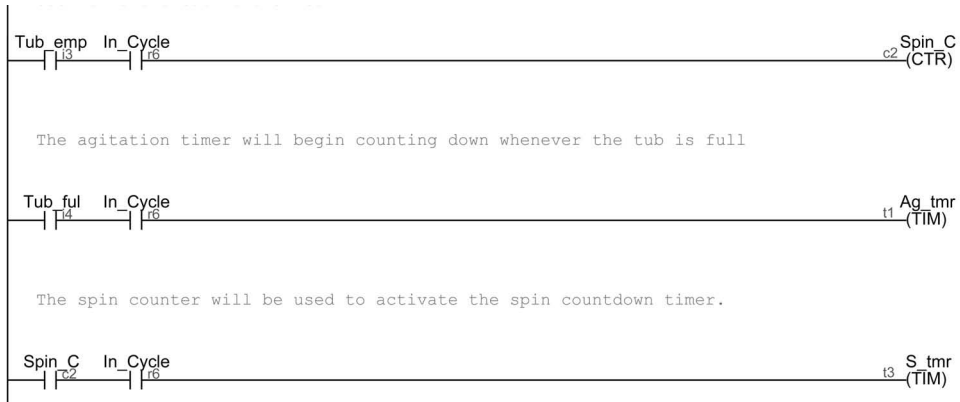 Tub_emp In_Cycle Spin_C
i3 r6 c2 (CTR)
The agitation timer will begin counting down whenever the tub is full
Tub_ful In_Cycle Ag_tmr
i4 r6 t1 (TIM)
The spin counter will be used to activate the spin countdown timer.
Spin_C In_Cycle S_tmr
c2 r6 t3 (TIM)